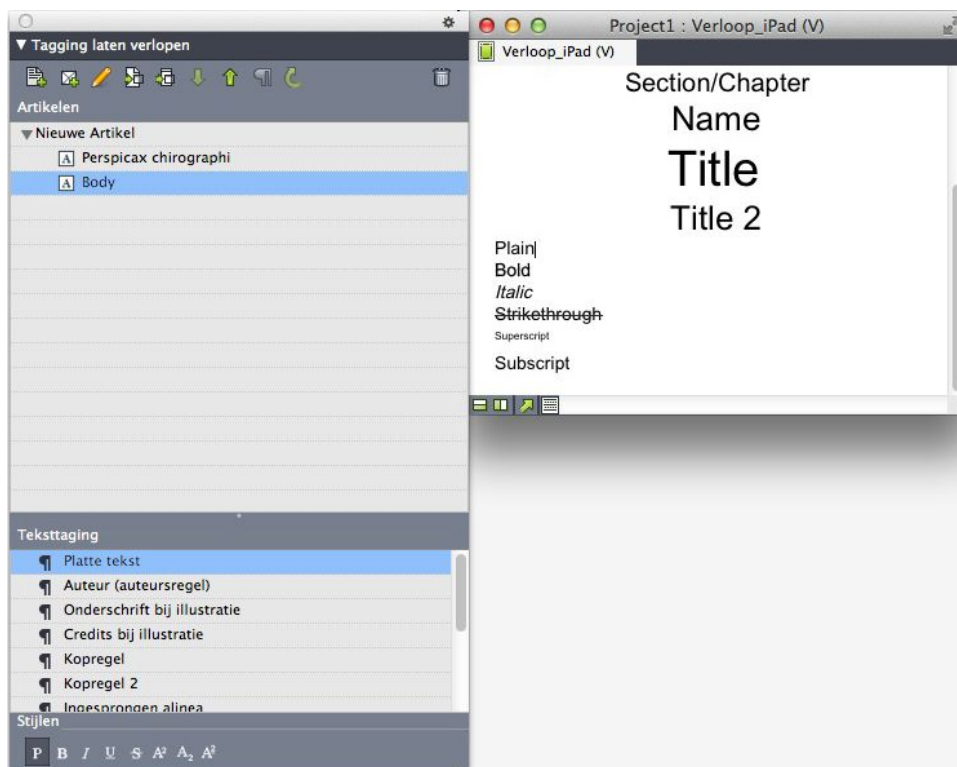 Tagging laten verlopen
Artikelen
Nieuwe Artikel
A Perspicax chirographi
A Body
Teksttaging
¶ Platte tekst
¶ Auteur (auteursregel)
¶ Onderschrift bij illustratie
¶ Credits bij illustratie
¶ Kopregel
¶ Kopregel 2
¶ Ingesprongen alinea
Stijlen
P B I U S A² A₂ A²
Project1 : Verloop_iPad (V)
Verloop_iPad (V)
Section/Chapter
Name
Title
Title 2
Plain
Bold
Italic
Strikethrough
Superscript
Subscript